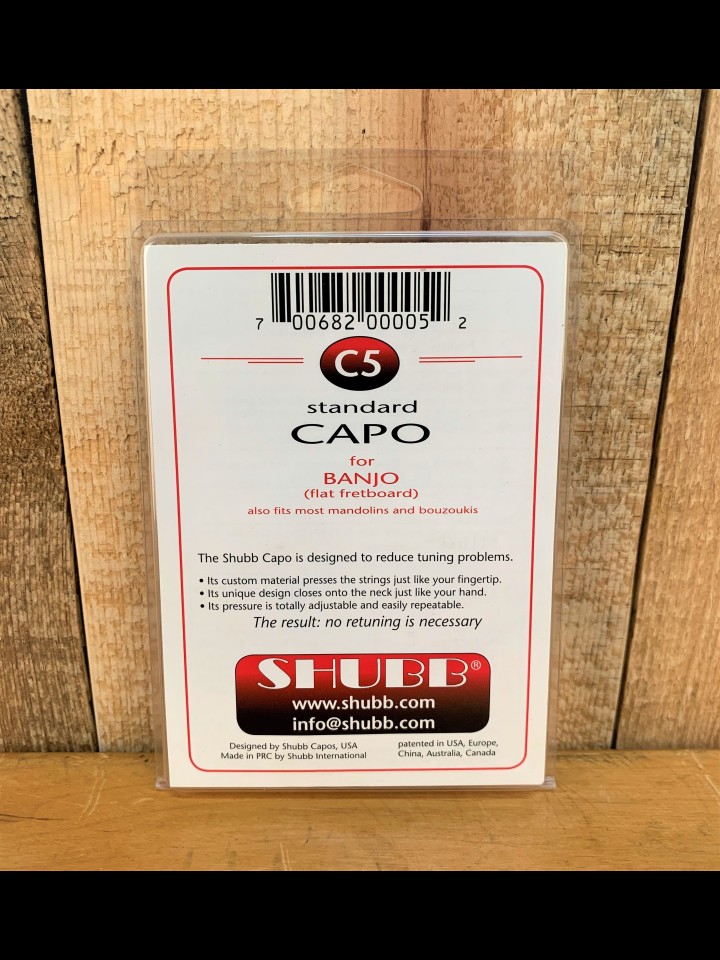 7 00682 00005 2
C5
standard
CAPO
for
BANJO
(flat fretboard)
also fits most mandolins and bouzoukis
The Shubb Capo is designed to reduce tuning problems.
• Its custom material presses the strings just like your fingertip.
• Its unique design closes onto the neck just like your hand.
• Its pressure is totally adjustable and easily repeatable.
The result: no retuning is necessary
SHUBB®
www.shubb.com
info@shubb.com
Designed by Shubb Capos, USA
Made in PRC by Shubb International
patented in USA, Europe,
China, Australia, Canada